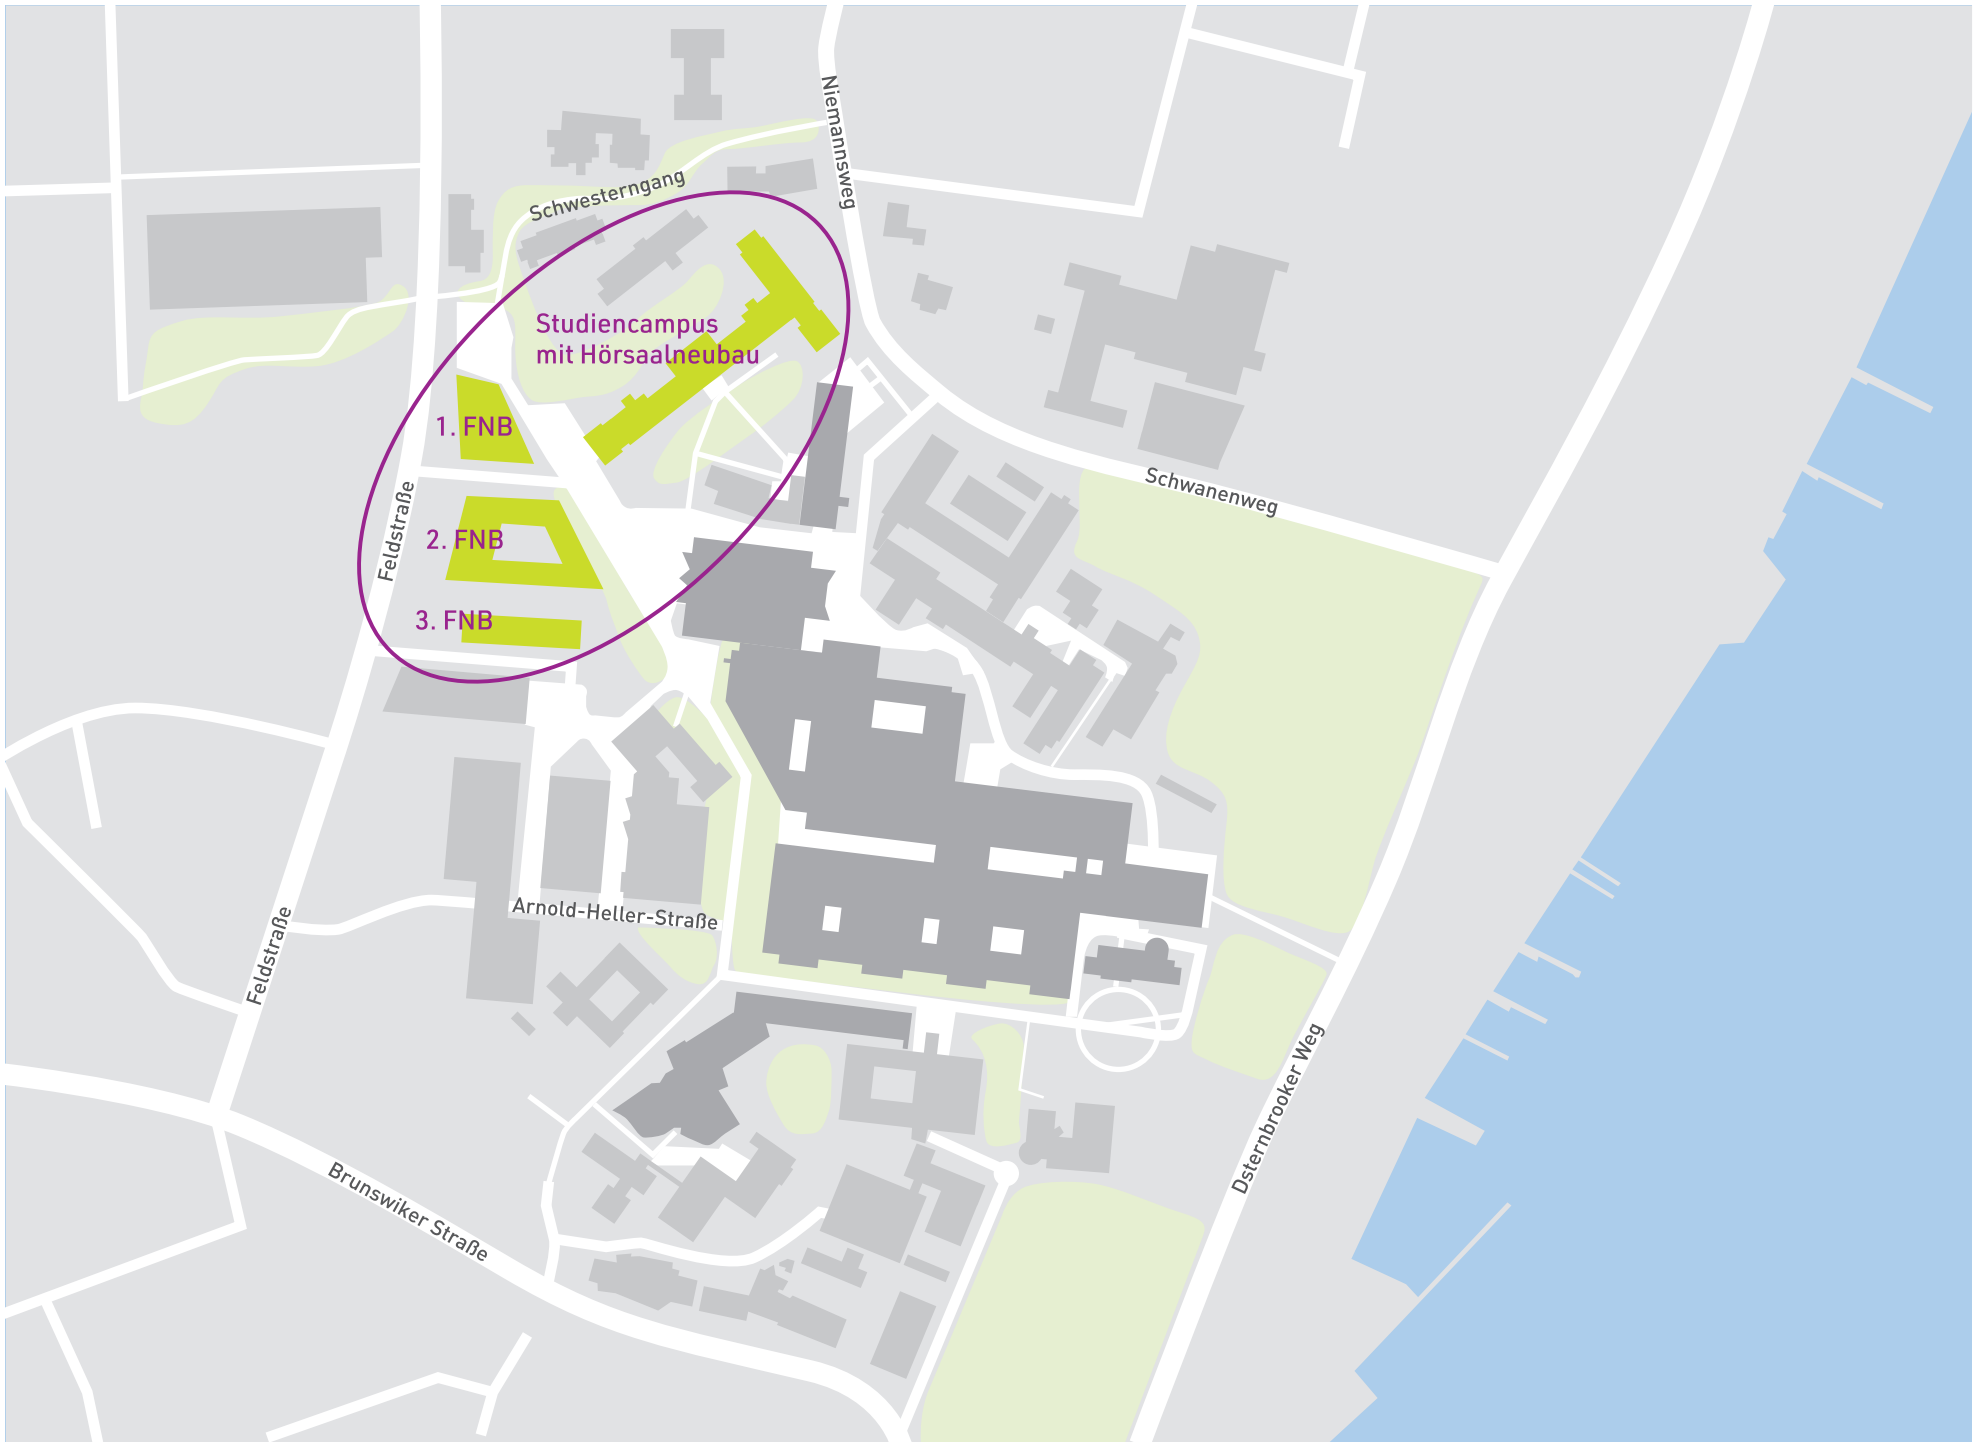 Niemannsweg
Schwesterngang
Studiencampus
mit Hörsaalneubau
1. FNB
Schwanenweg
Feldstraße
2. FNB
3. FNB
Arnold-Heller-Straße
Feldstraße
Dsternbrooker Weg
Brunswiker Straße